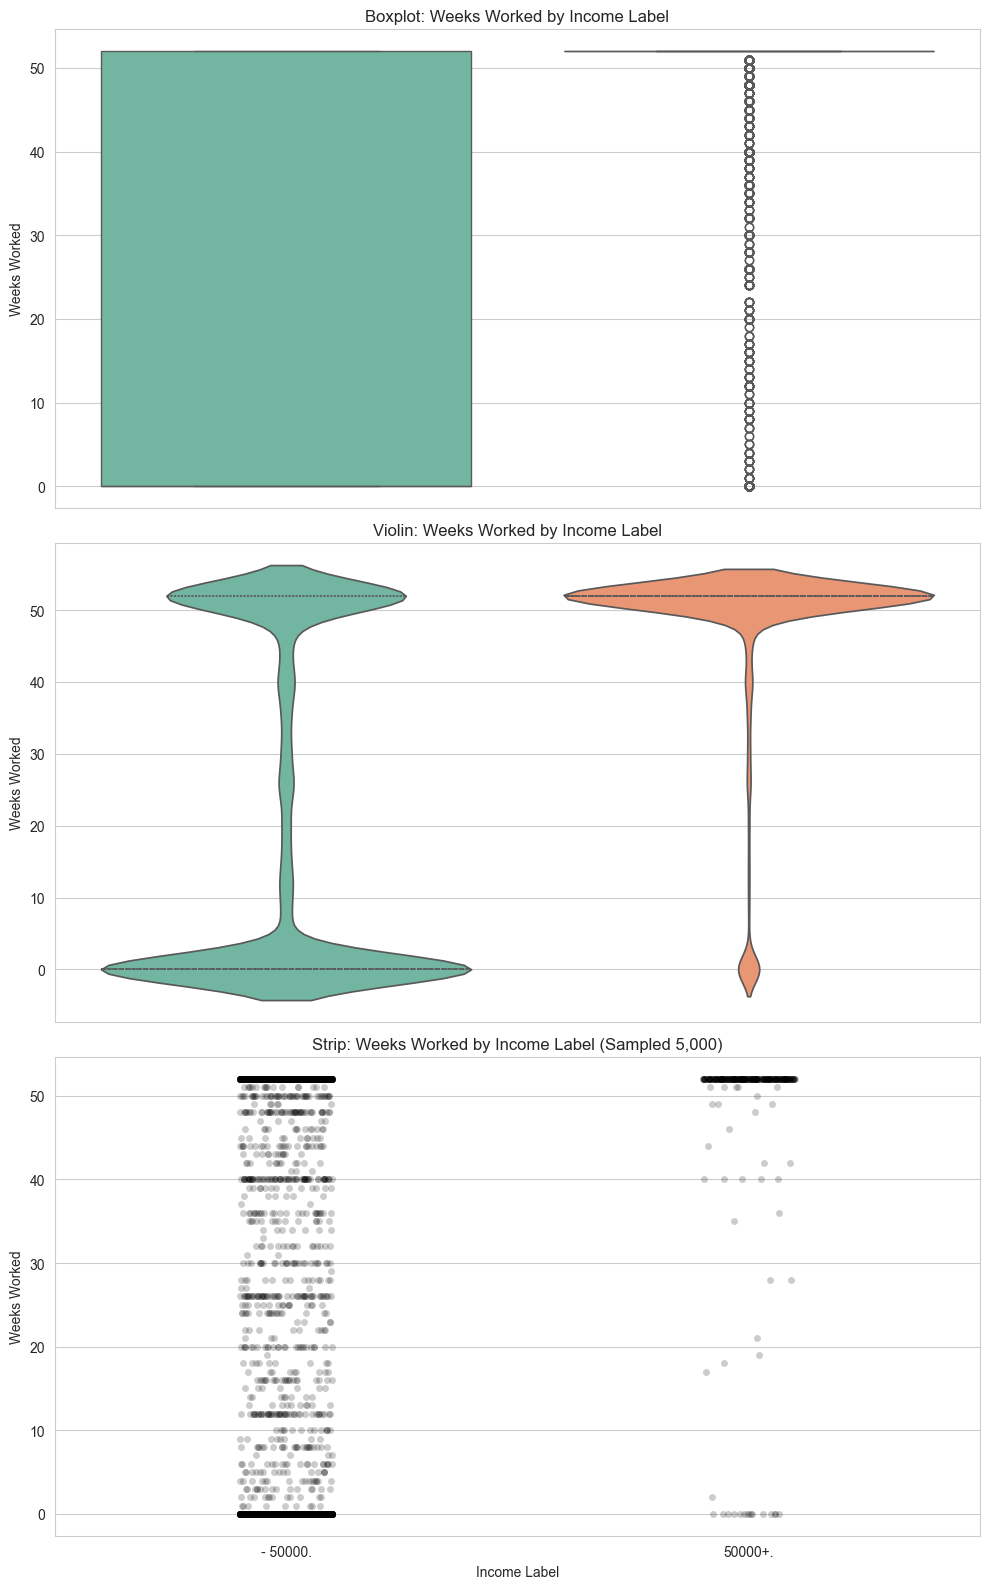 Boxplot: Weeks Worked by Income Label
50
40
30
20
10
0
Weeks Worked
Violin: Weeks Worked by Income Label
50
40
30
20
10
0
Weeks Worked
Strip: Weeks Worked by Income Label (Sampled 5,000)
50
40
30
20
10
0
Weeks Worked
- 50000.
50000+.
Income Label